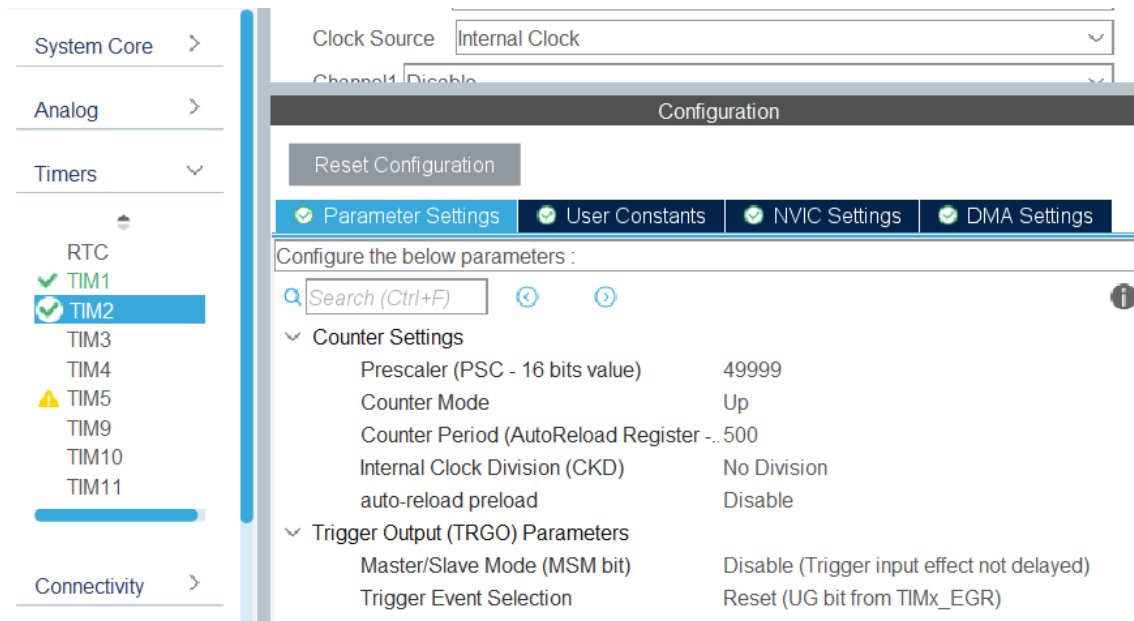 System Core
Analog
Timers
RTC
TIM1
TIM2
TIM3
TIM4
TIM5
TIM9
TIM10
TIM11
Connectivity
Clock Source Internal Clock
Channel1 Disable
Configuration
Reset Configuration
Parameter Settings User Constants NVIC Settings DMA Settings
Configure the below parameters :
Search (Ctrl+F)
Counter Settings
Prescaler (PSC - 16 bits value) 49999
Counter Mode Up
Counter Period (AutoReload Register -.. 500
Internal Clock Division (CKD) No Division
auto-reload preload Disable
Trigger Output (TRGO) Parameters
Master/Slave Mode (MSM bit) Disable (Trigger input effect not delayed)
Trigger Event Selection Reset (UG bit from TIMx_EGR)